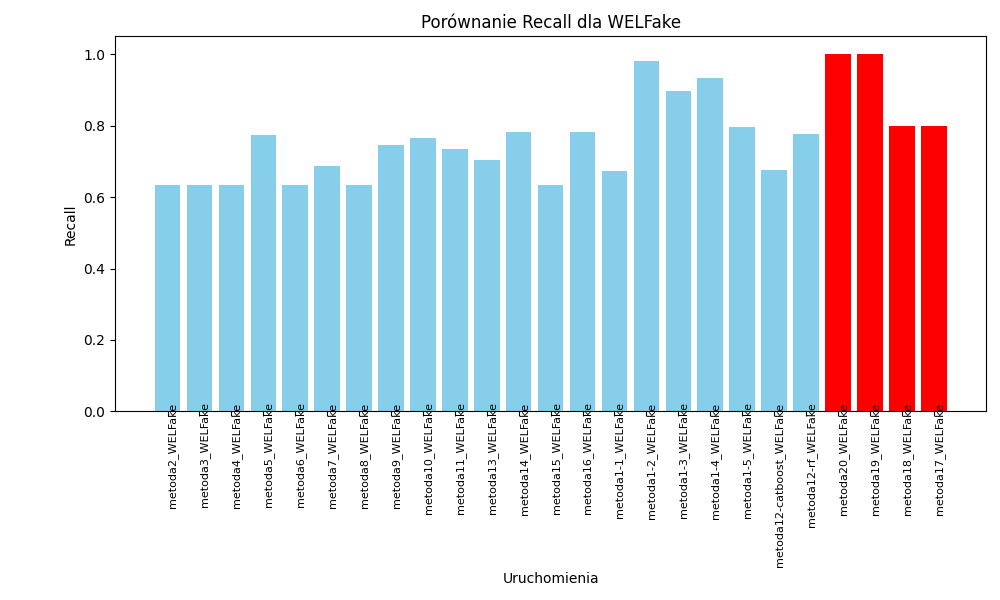 Porównanie Recall dla WELFake
Recall
1.0
0.8
0.6
0.4
0.2
0.0
metoda2_WELFake
metoda3_WELFake
metoda4_WELFake
metoda5_WELFake
metoda6_WELFake
metoda7_WELFake
metoda8_WELFake
metoda9_WELFake
metoda10_WELFake
metoda11_WELFake
metoda13_WELFake
metoda14_WELFake
metoda15_WELFake
metoda16_WELFake
metoda1-1_WELFake
metoda1-2_WELFake
metoda1-3_WELFake
metoda1-4_WELFake
metoda1-5_WELFake
metoda12-catboost_WELFake
metoda12-rf_WELFake
metoda20_WELFake
metoda19_WELFake
metoda18_WELFake
metoda17_WELFake
Uruchomienia